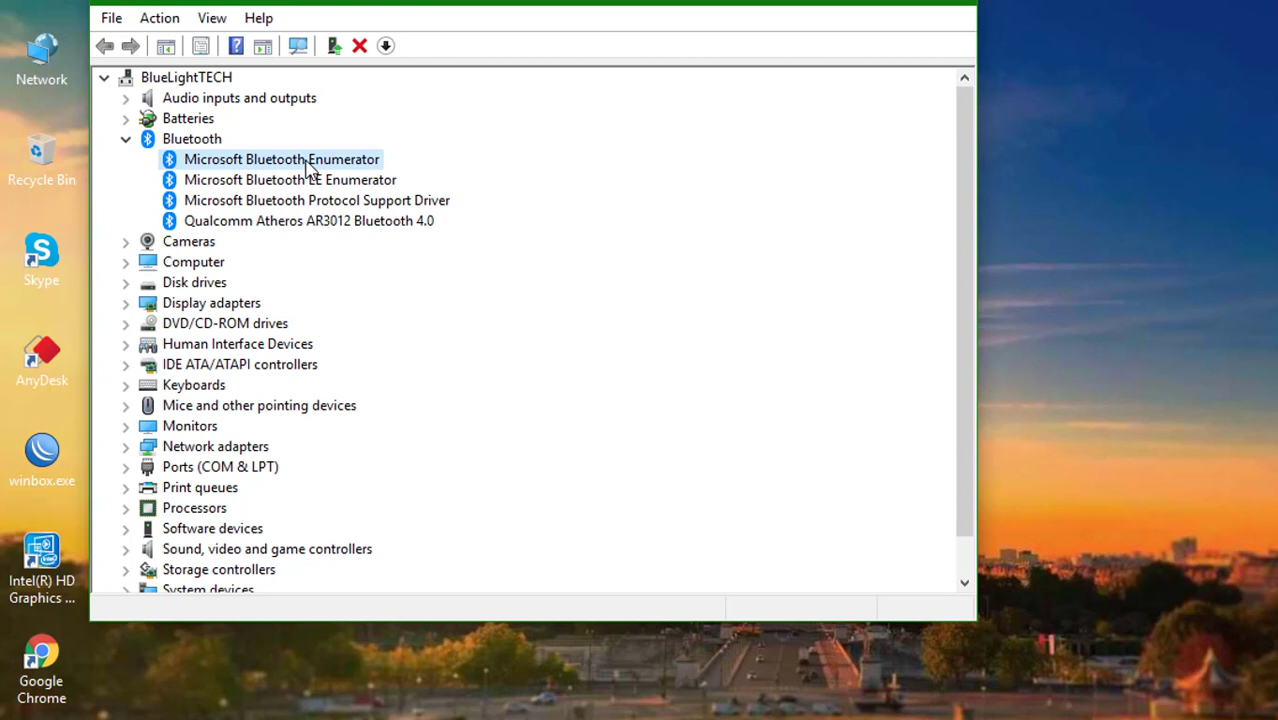 File Action View Help
BlueLightTECH
Audio inputs and outputs
Batteries
Bluetooth
Microsoft Bluetooth Enumerator
Microsoft Bluetooth LE Enumerator
Microsoft Bluetooth Protocol Support Driver
Qualcomm Atheros AR3012 Bluetooth 4.0
Cameras
Computer
Disk drives
Display adapters
DVD/CD-ROM drives
Human Interface Devices
IDE ATA/ATAPI controllers
Keyboards
Mice and other pointing devices
Monitors
Network adapters
Ports (COM & LPT)
Print queues
Processors
Software devices
Sound, video and game controllers
Storage controllers
System devices
Network
Recycle Bin
Skype
AnyDesk
winbox.exe
Intel(R) HD
Graphics ...
Google
Chrome